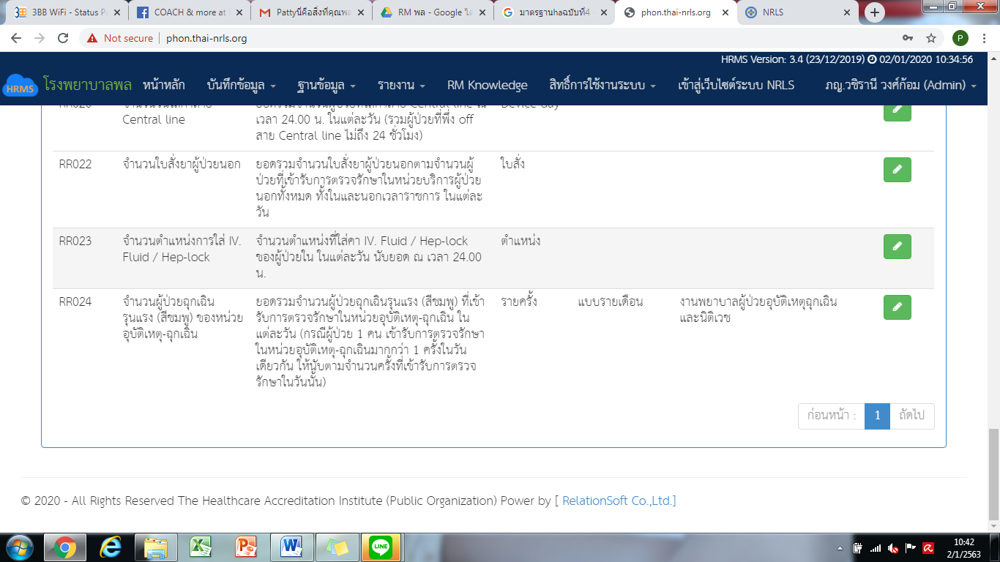 3BB WiFi - Status P
COACH & more at
Pattyนี่คือสิ่งที่คุณพล
RM พล - Google ไ
มาตรฐานhaฉบับที่4
phon.thai-nrls.org
NRLS
Not secure
phon.thai-nrls.org
P
HRMS Version: 3.4 (23/12/2019) 02/01/2020 10:34:56
HRMS โรงพยาบาลพล หน้าหลัก บันทึกข้อมูล ฐานข้อมูล รายงาน RM Knowledge สิทธิ์การใช้งานระบบ เข้าสู่เว็บไซต์ระบบ NRLS ภญ.วชิรานี วงศ์ก้อม (Admin)
Central line เวลา 24.00 น. ในแต่ละวัน (รวมผู้ป่วยที่พึ่ง off
สาย Central line ไม่ถึง 24 ชั่วโมง)
RR022 จำนวนใบสั่งยาผู้ป่วยนอก ยอดรวมจำนวนใบสั่งยาผู้ป่วยนอกตามจำนวนผู้ ใบสั่ง
ป่วยที่เข้ารับการตรวจรักษาในหน่วยบริการผู้ป่วย
นอกทั้งหมด ทั้งในและนอกเวลาราชการ ในแต่ละ
วัน
RR023 จำนวนตำแหน่งการใส่ IV. จำนวนตำแหน่งที่ใส่คา IV. Fluid / Hep-lock ตำแหน่ง
Fluid / Hep-lock ของผู้ป่วยใน ในแต่ละวัน นับยอด ณ เวลา 24.00
น.
RR024 จำนวนผู้ป่วยฉุกเฉิน ยอดรวมจำนวนผู้ป่วยฉุกเฉินรุนแรง (สีชมพู) ที่เข้า รายครั้ง แบบรายเดือน งานพยาบาลผู้ป่วยอุบัติเหตุฉุกเฉิน
รุนแรง (สีชมพู) ของหน่วย รับการตรวจรักษาในหน่วยอุบัติเหตุ-ฉุกเฉิน ใน และนิติเวช
อุบัติเหตุ-ฉุกเฉิน แต่ละวัน (กรณีผู้ป่วย 1 คน เข้ารับการตรวจรักษา
ในหน่วยอุบัติเหตุ-ฉุกเฉินมากกว่า 1 ครั้งในวัน
เดียวกัน ให้นับตามจำนวนครั้งที่เข้ารับการตรวจ
รักษาในวันนั้น)
ก่อนหน้า : 1 ถัดไป
© 2020 - All Rights Reserved The Healthcare Accreditation Institute (Public Organization) Power by [ RelationSoft Co.,Ltd.]
LINE
10:42
2/1/2563